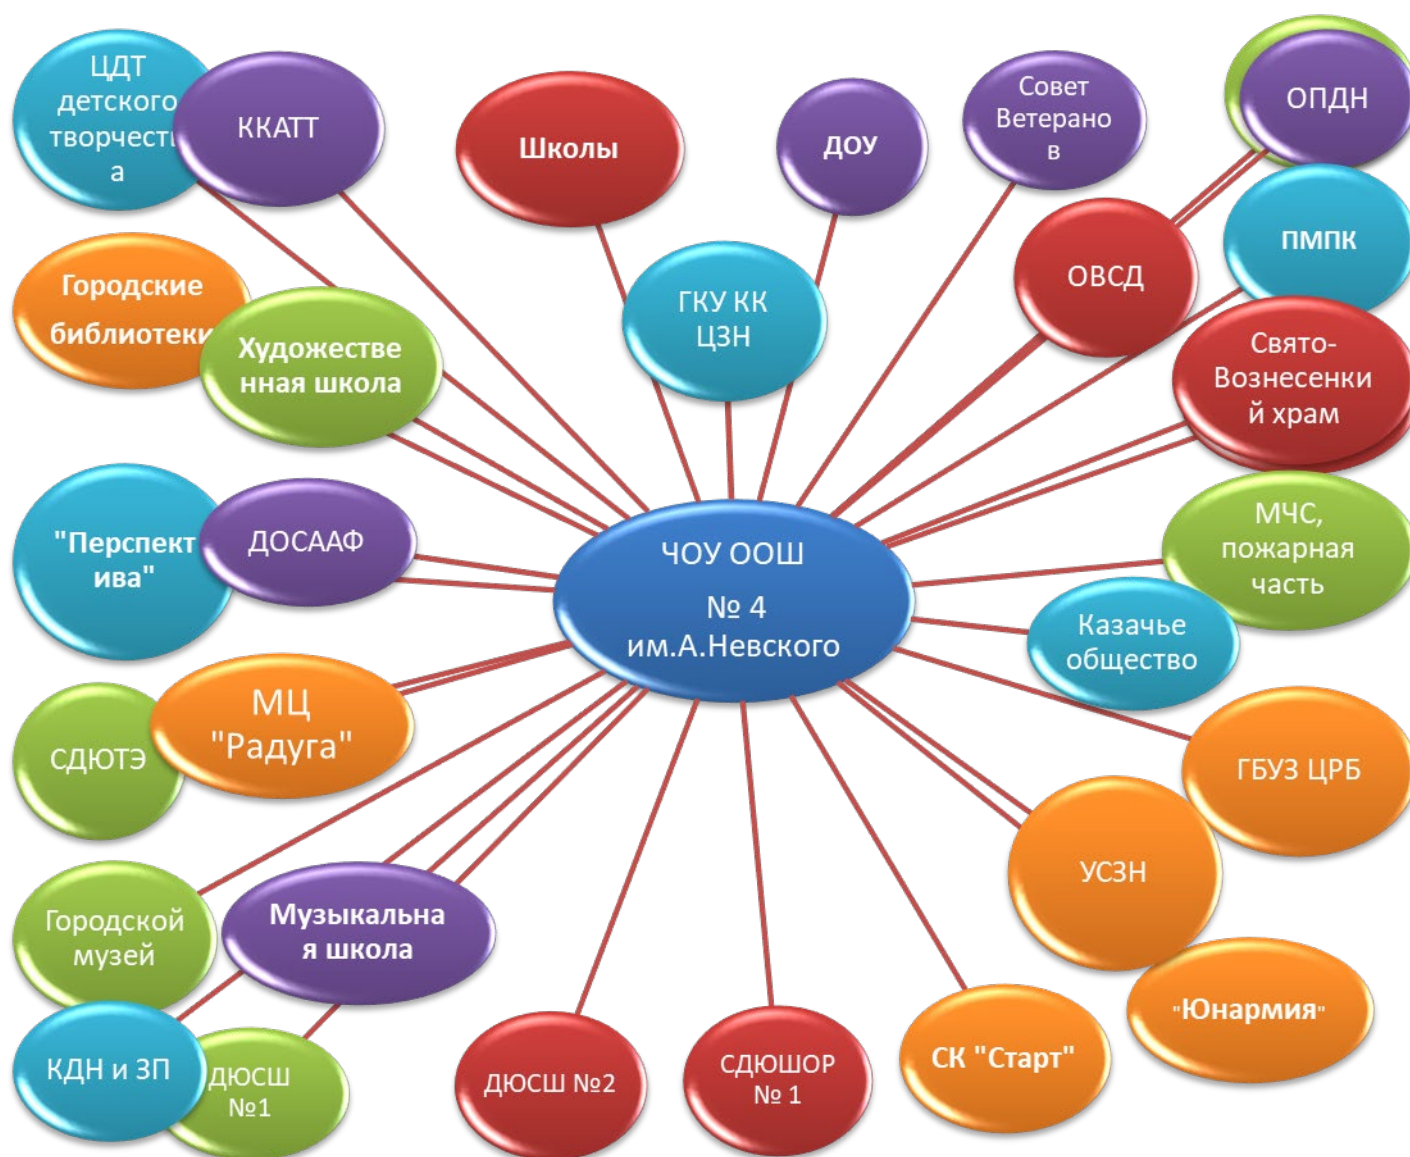 ЦДТ
детского
творчеств
а
ККАТТ
Школы
ДОУ
Совет
Ветерано
в
ОПДН
ПМПК
ОВСД
ГКУ КК
ЦЗН
Городские
библиотеки
Художестве
нная школа
Свято-
Вознесенки
й храм
"Перспект
ива"
ДОСААФ
ЧОУ ООШ
№ 4
им.А.Невского
МЧС,
пожарная
часть
Казачье
общество
СДЮТЭ
МЦ
"Радуга"
ГБУЗ ЦРБ
УСЗН
Городской
музей
Музыкальна
я школа
"Юнармия"
КДН и ЗП
ДЮСШ
№1
ДЮСШ №2
СДЮШОР
№ 1
СК "Старт"